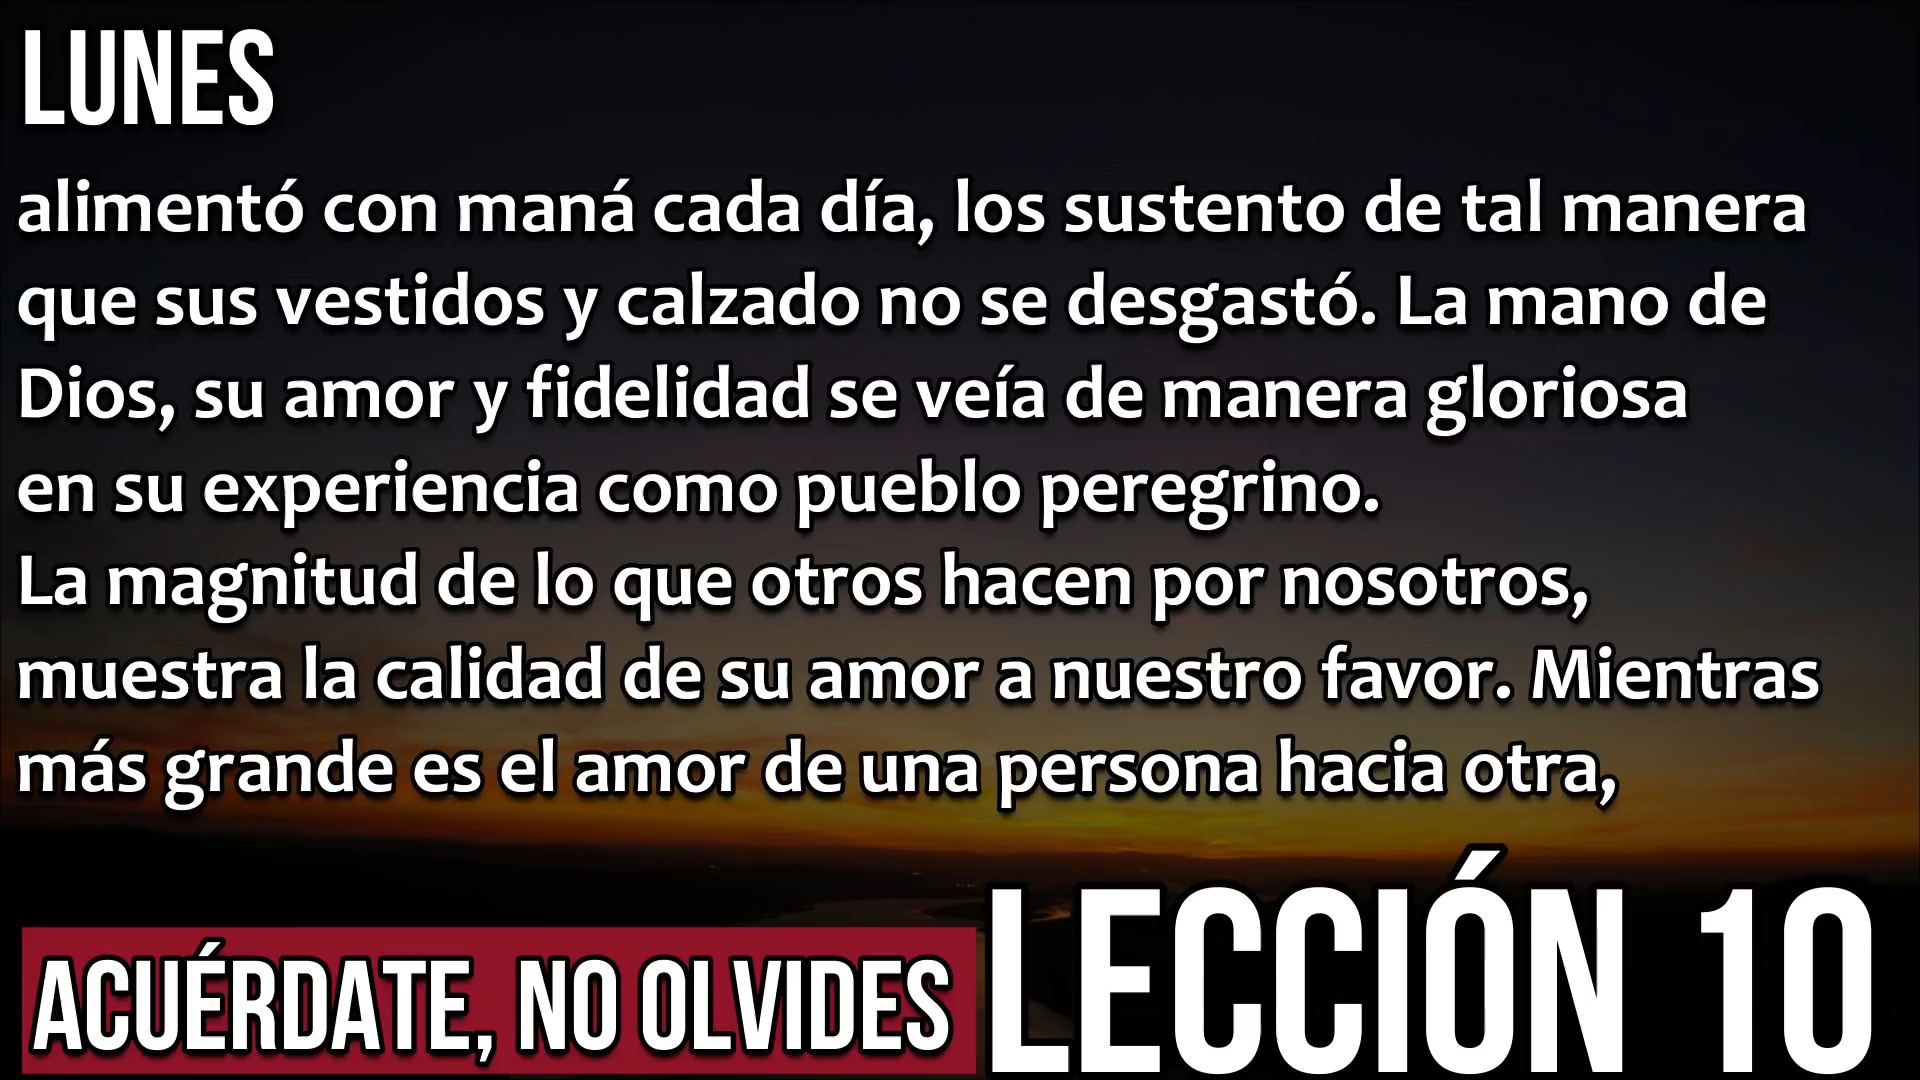 LUNES
alimentó con maná cada día, los sustento de tal manera
que sus vestidos y calzado no se desgastó. La mano de
Dios, su amor y fidelidad se veía de manera gloriosa
en su experiencia como pueblo peregrino.
La magnitud de lo que otros hacen por nosotros,
muestra la calidad de su amor a nuestro favor. Mientras
más grande es el amor de una persona hacia otra,
ACUÉRDATE, NO OLVIDES
LECCIÓN 10